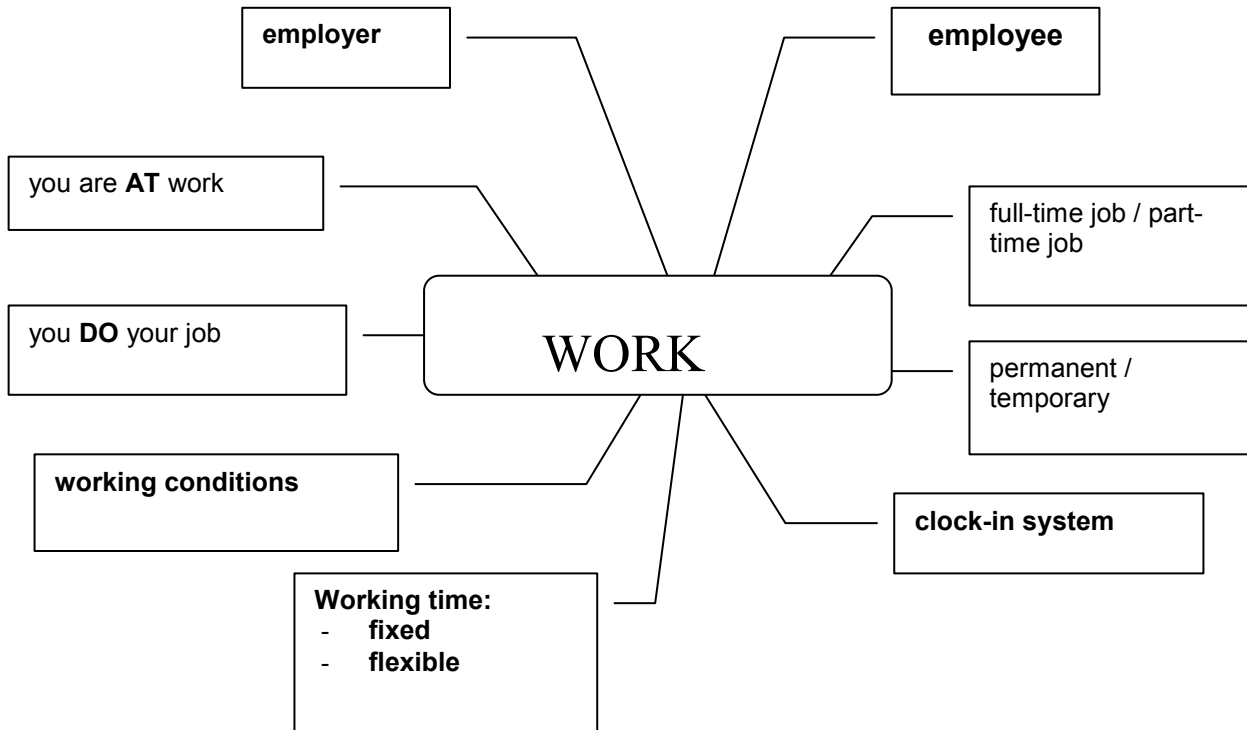 employer
employee
you are AT work
full-time job / part-
time job
you DO your job
WORK
permanent /
temporary
working conditions
clock-in system
Working time:
- fixed
- flexible